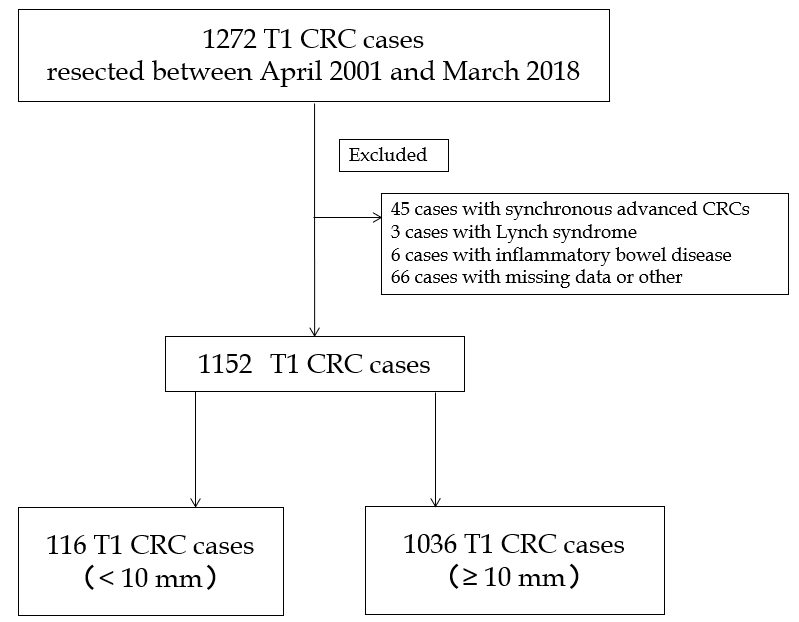 1272 T1 CRC cases
resected between April 2001 and March 2018
Excluded
45 cases with synchronous advanced CRCs
3 cases with Lynch syndrome
6 cases with inflammatory bowel disease
66 cases with missing data or other
1152 T1 CRC cases
116 T1 CRC cases
(< 10 mm)
1036 T1 CRC cases
(≥ 10 mm)